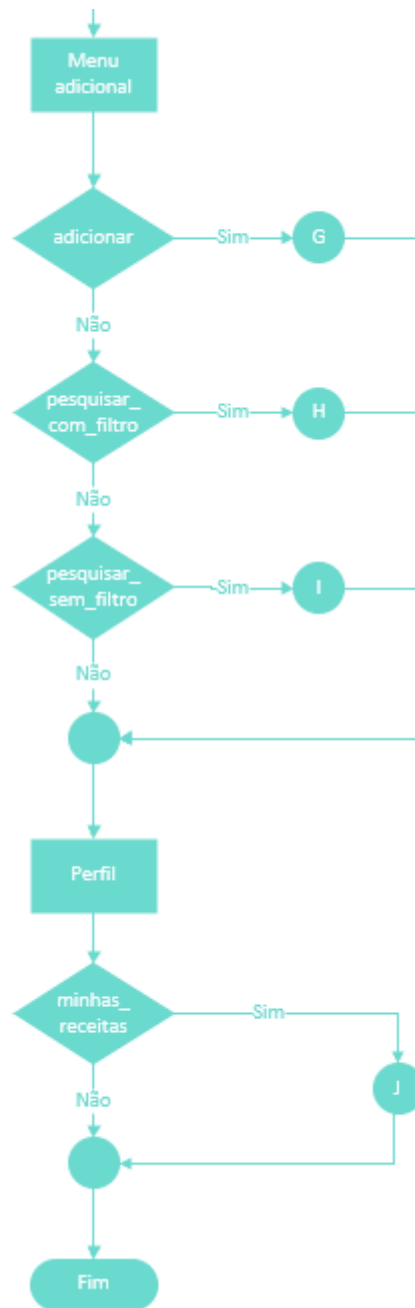 Menu
adicional
adicionar
Sim
G
Não
pesquisar_
com_filtro
Sim
H
Não
pesquisar_
sem_filtro
Sim
I
Não
Perfil
minhas_
receitas
Sim
J
Não
Fim